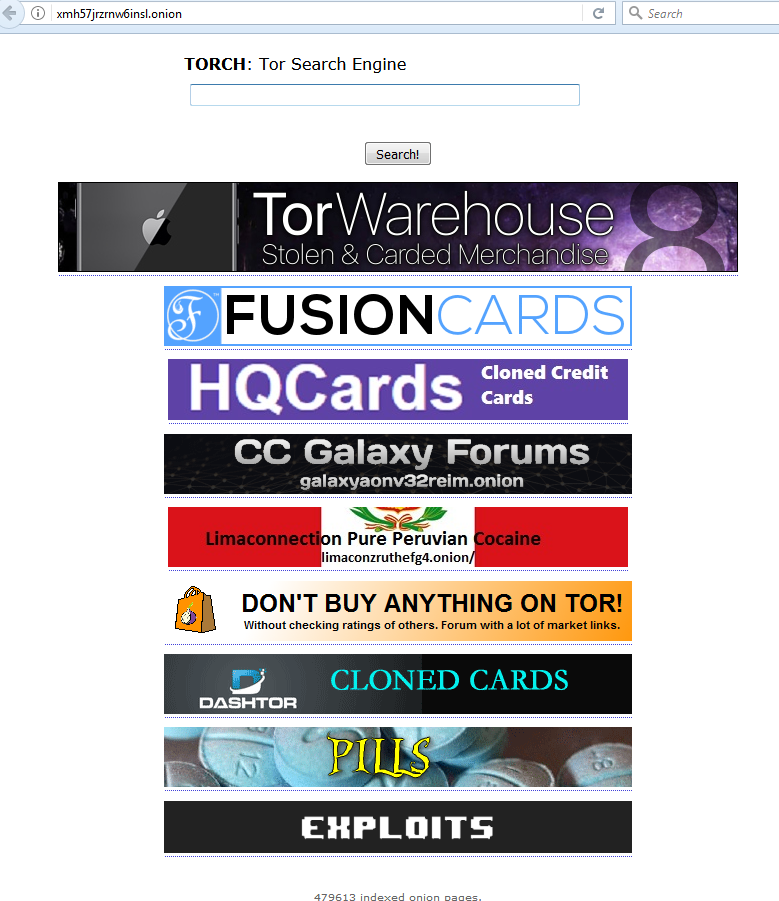 xmh57jrzrnw6insl.onion
Search
TORCH: Tor Search Engine
Search!
TorWarehouse
Stolen & Carded Merchandise
8
F
FUSIONCARDS
HQCards
Cloned Credit
Cards
CC Galaxy Forums
galaxyaonv32reim.onion
Limaconnection Pure Peruvian Cocaine
limaconzruthefg4.onion/
DON'T BUY ANYTHING ON TOR!
Without checking ratings of others. Forum with a lot of market links.
DASHTOR
CLONED CARDS
PILLS
EXPLOITS
479613 indexed onion pages.